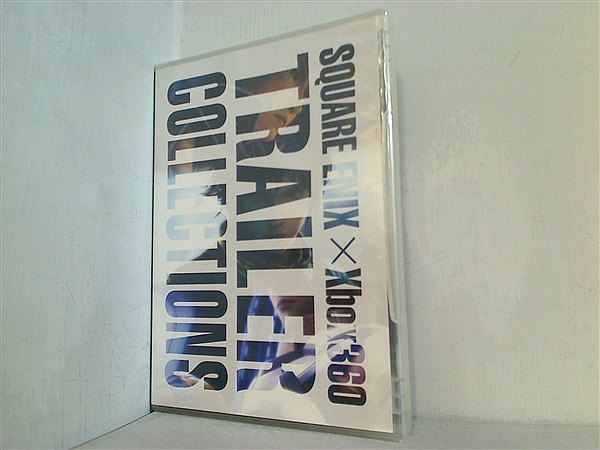 SQUARE ENIX × Xbox360
TRAILER
COLLECTIONS